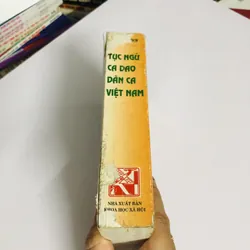 TỤC NGỮ
CA DAO
DÂN CA
VIỆT NAM
NHÀ XUẤT BẢN
KHOA HỌC XÃ HỘI